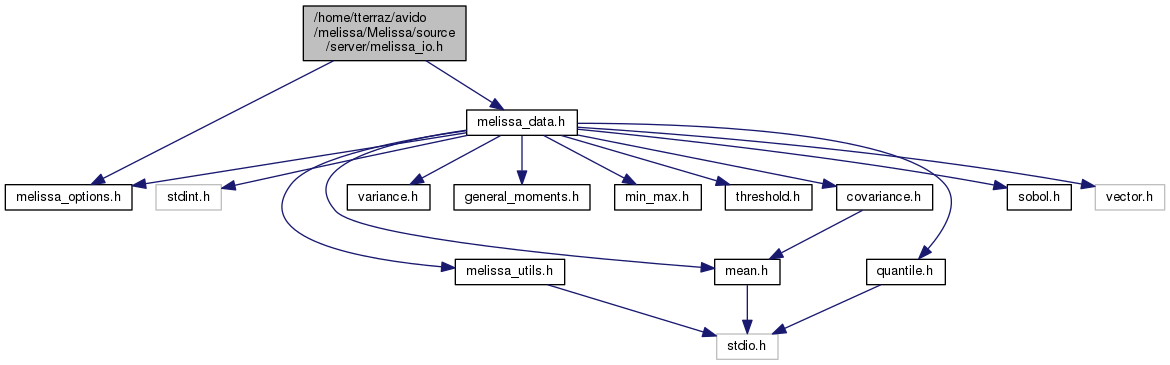 /home/tterraz/avido
/melissa/Melissa/source
/server/melissa_io.h
melissa_data.h
melissa_options.h
stdint.h
variance.h
general_moments.h
min_max.h
threshold.h
covariance.h
sobol.h
vector.h
melissa_utils.h
mean.h
quantile.h
stdio.h